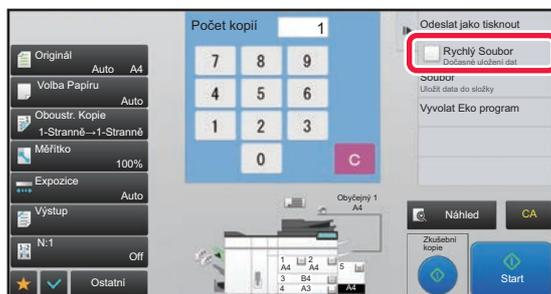 Originál
Auto A4
Volba Papíru
Auto
Oboustr. Kopie
1-Stranně→1-Stranně
Měřítko
100%
Expozice
Auto
Výstup
N:1
Off
Ostatní
Počet kopií 1
7 8 9
4 5 6
1 2 3
0 C
Obyčejný 1
A4
1 A4 2 A4
3 B4
4 A3
5 A4
Odeslat jako tisknout
Rychlý Soubor
Dočasné uložení dat
Soubor
Uložit data do složky
Vyvolat Eko program
Náhled CA
Zkušební
kopie
Start